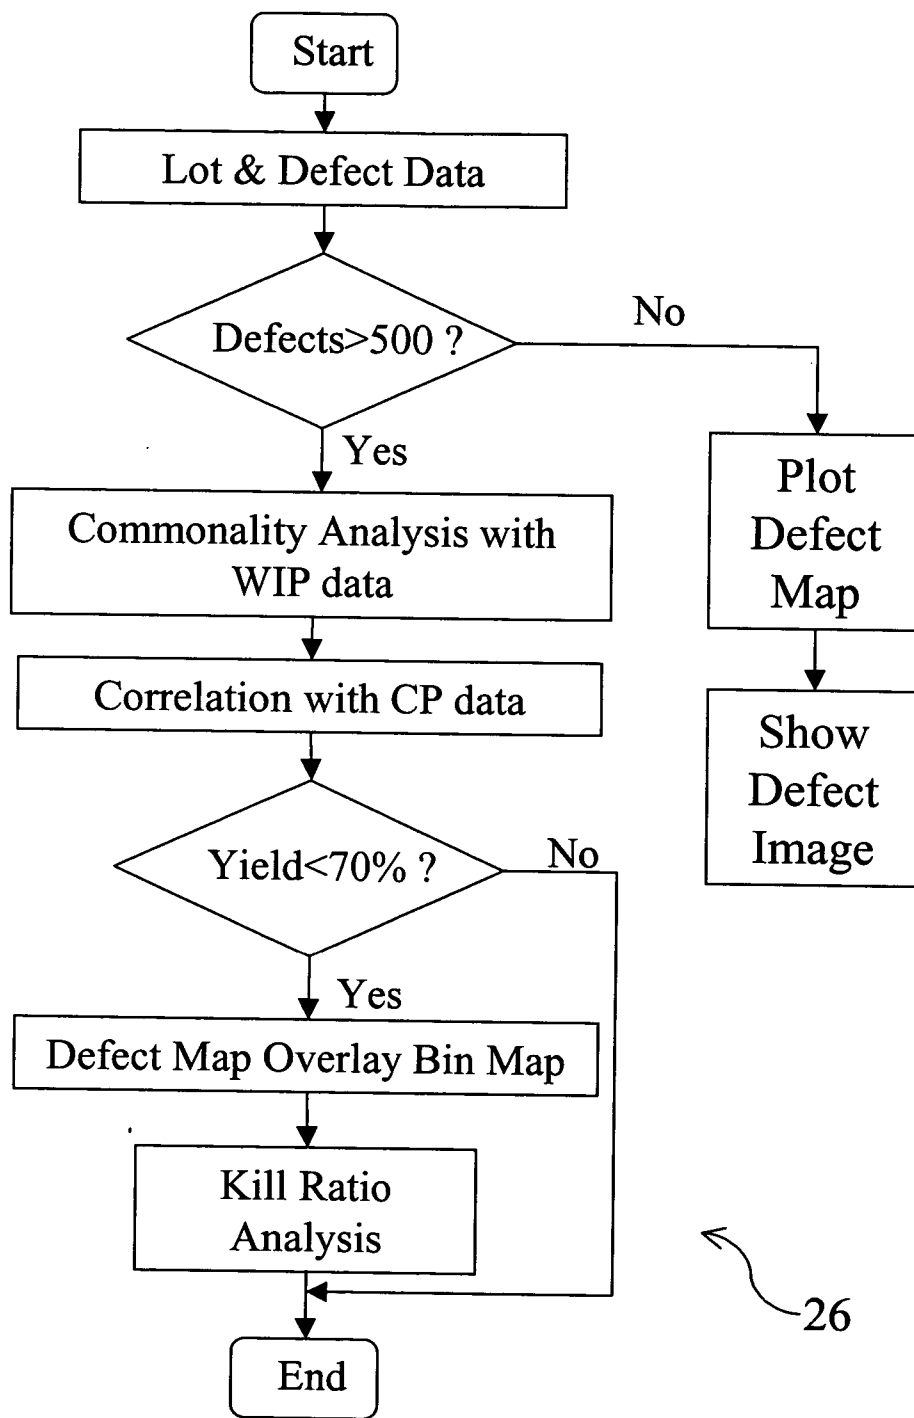 Start
Lot & Defect Data
Defects>500 ?
No
Yes
Commonality Analysis with
WIP data
Plot
Defect
Map
Correlation with CP data
Show
Defect
Image
Yield<70% ?
No
Yes
Defect Map Overlay Bin Map
Kill Ratio
Analysis
26
End